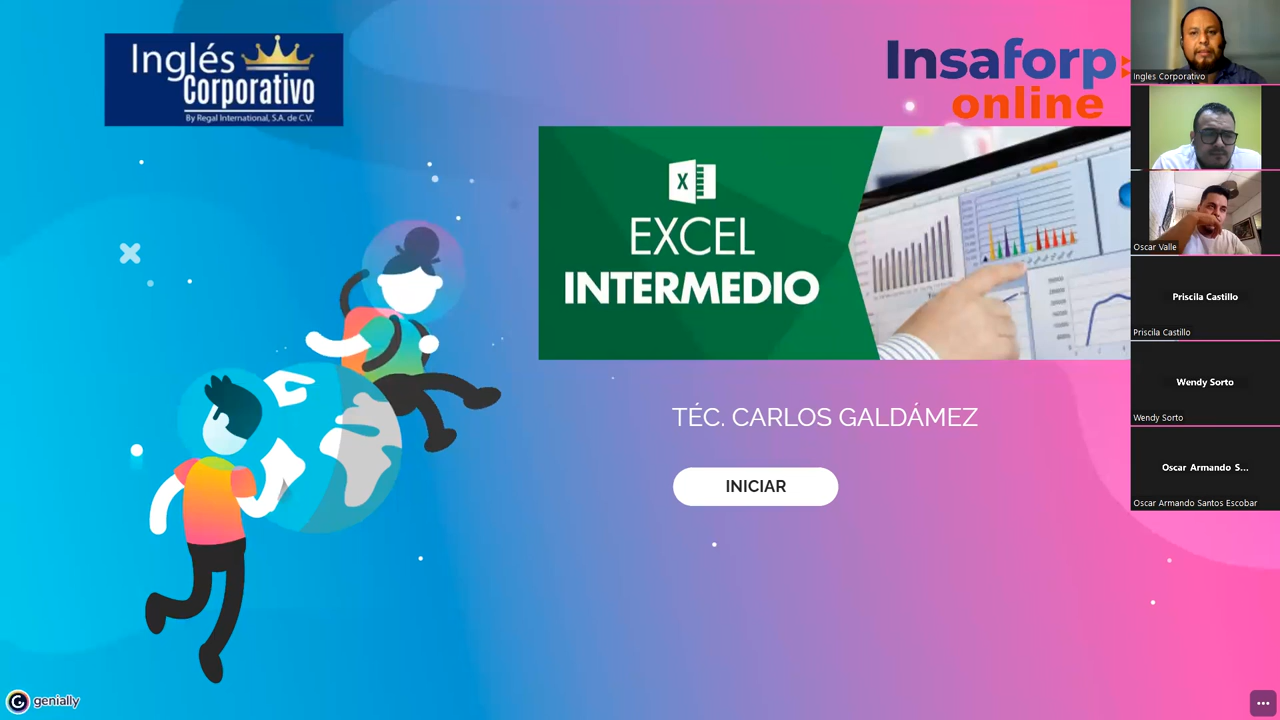 Inglés
Corporativo
By Regal International, S.A. de C.V.
Insaforp
online
X
EXCEL
INTERMEDIO
TÉC. CARLOS GALDÁMEZ
INICIAR
genially
Ingles Corporativo
Oscar Valle
Priscila Castillo
Priscila Castillo
Wendy Sorto
Wendy Sorto
Oscar Armando S...
Oscar Armando Santos Escobar